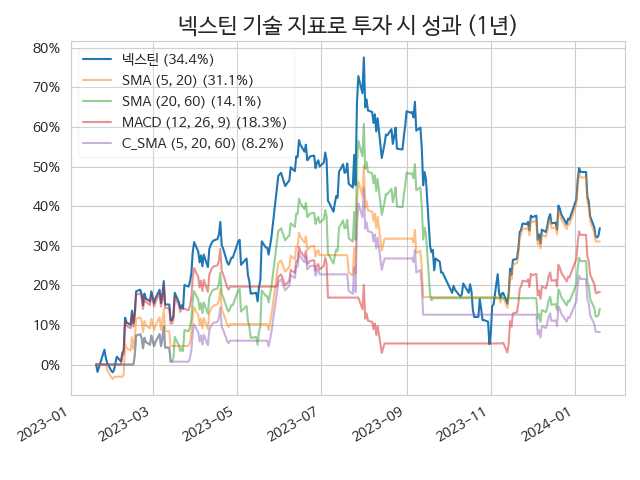 넥스틴 기술 지표로 투자 시 성과 (1년)
80%
70%
60%
50%
40%
30%
20%
10%
0%
넥스틴 (34.4%)
SMA (5, 20) (31.1%)
SMA (20, 60) (14.1%)
MACD (12, 26, 9) (18.3%)
C_SMA (5, 20, 60) (8.2%)
2023-01
2023-03
2023-05
2023-07
2023-09
2023-11
2024-01